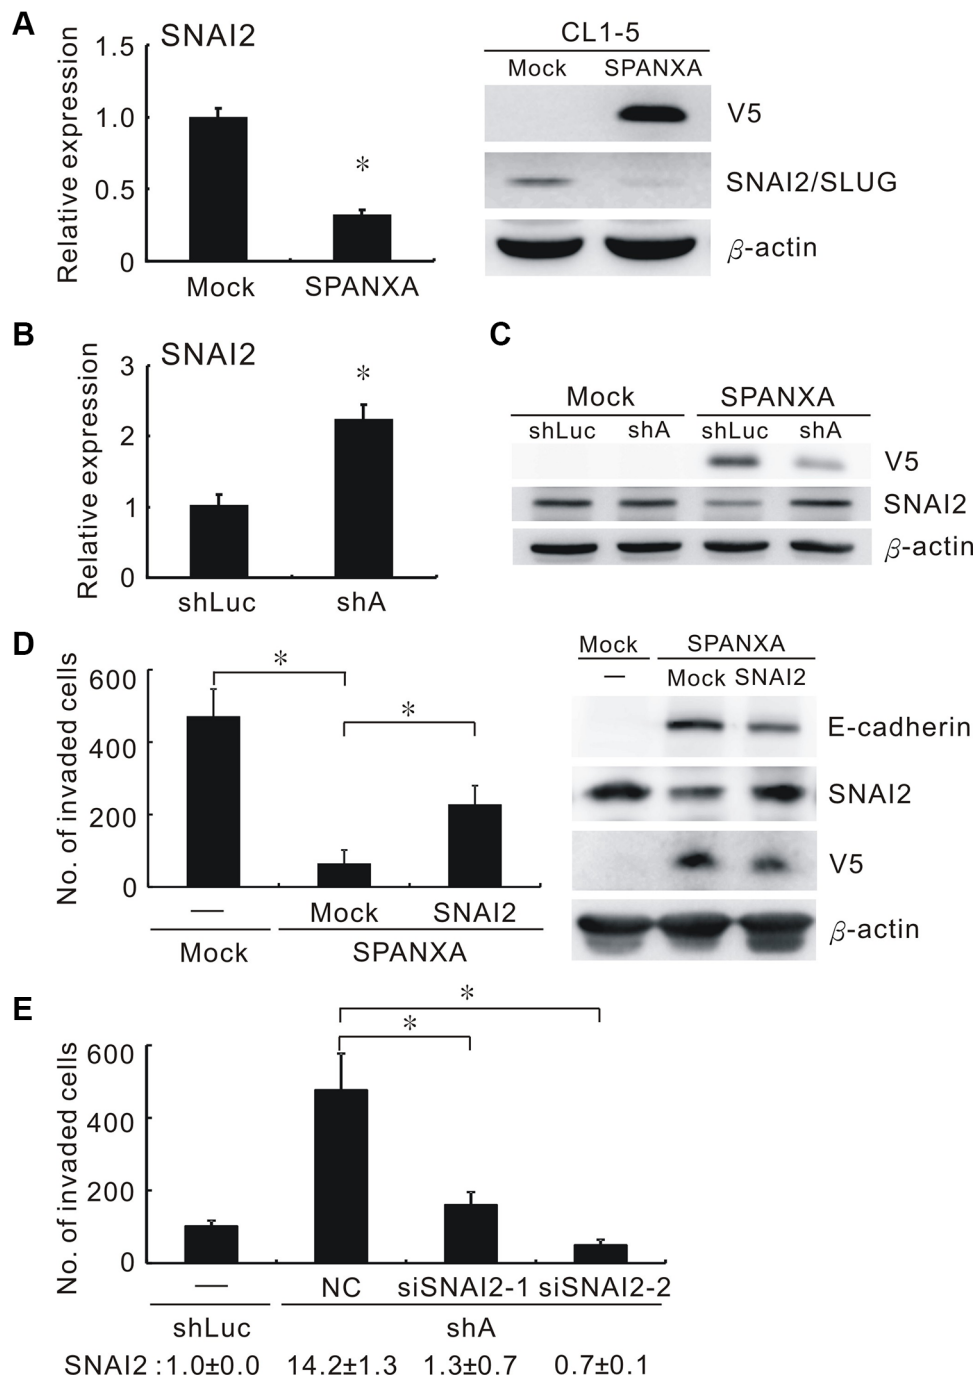 A
SNAI2
Relative expression
1.5
1.0
0.5
0
*
Mock SPANXA
CL1-5
Mock SPANXA
V5
SNAI2/SLUG
β-actin
B
SNAI2
Relative expression
3
2
1
0
*
shLuc shA
C
Mock SPANXA
shLuc shA shLuc shA
V5
SNAI2
β-actin
D
No. of invaded cells
600
400
200
0
*
*
— Mock SNAI2
Mock SPANXA
Mock SPANXA
— Mock SNAI2
E-cadherin
SNAI2
V5
β-actin
E
No. of invaded cells
600
400
200
0
*
*
— NC siSNAI2-1 siSNAI2-2
shLuc shA
SNAI2 :1.0±0.0 14.2±1.3 1.3±0.7 0.7±0.1